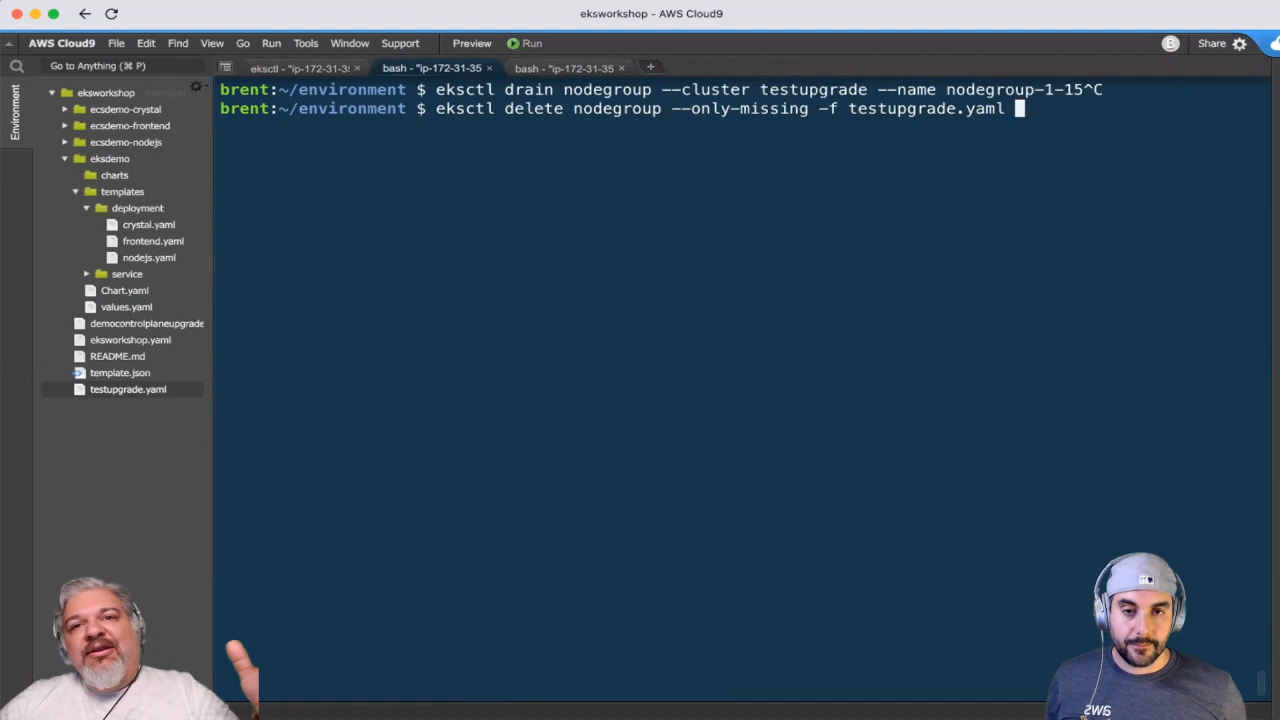 eksworkshop - AWS Cloud9
AWS Cloud9 File Edit Find View Go Run Tools Window Support Preview Run B Share
Go to Anything (⌘ P)
eksctl - "ip-172-31-3! × bash - "ip-172-31-35 × bash - "ip-172-31-35 ×
Environment
eksworkshop
ecsdemo-crystal
ecsdemo-frontend
ecsdemo-nodejs
eksdemo
charts
templates
deployment
crystal.yaml
frontend.yaml
nodejs.yaml
service
Chart.yaml
values.yaml
democontrolplaneupgrade
eksworkshop.yaml
README.md
template.json
testupgrade.yaml
brent:~/environment $ eksctl drain nodegroup --cluster testupgrade --name nodegroup-1-15^C
brent:~/environment $ eksctl delete nodegroup --only-missing -f testupgrade.yaml
aws